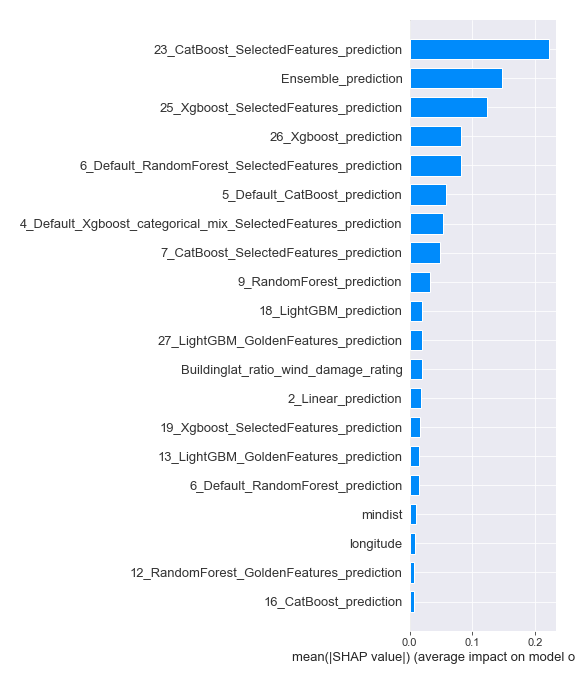 23_CatBoost_SelectedFeatures_prediction
Ensemble_prediction
25_Xgboost_SelectedFeatures_prediction
26_Xgboost_prediction
6_Default_RandomForest_SelectedFeatures_prediction
5_Default_CatBoost_prediction
4_Default_Xgboost_categorical_mix_SelectedFeatures_prediction
7_CatBoost_SelectedFeatures_prediction
9_RandomForest_prediction
18_LightGBM_prediction
27_LightGBM_GoldenFeatures_prediction
Buildinglat_ratio_wind_damage_rating
2_Linear_prediction
19_Xgboost_SelectedFeatures_prediction
13_LightGBM_GoldenFeatures_prediction
6_Default_RandomForest_prediction
mindist
longitude
12_RandomForest_GoldenFeatures_prediction
16_CatBoost_prediction
0.0 0.1 0.2
mean(|SHAP value|) (average impact on model o